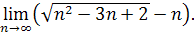 lim_{n→∞}(√(n² − 3n + 2) − n).